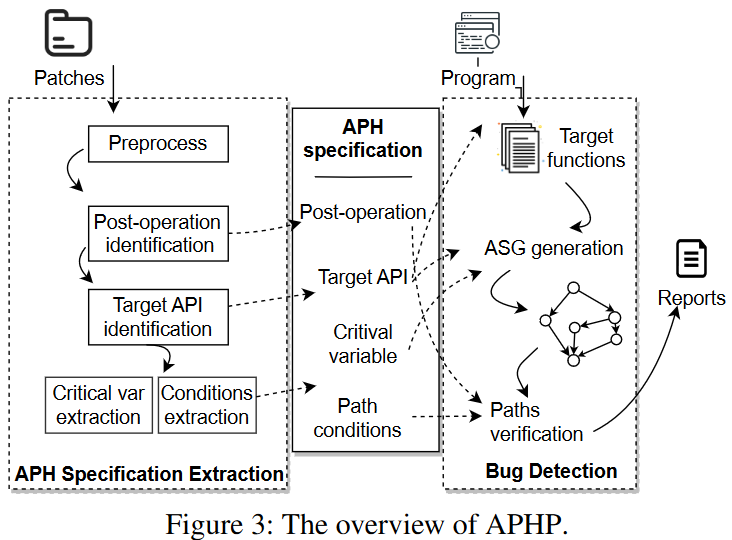 Patches
Program
Preprocess
Post-operation
identification
Target API
identification
Critical var
extraction
Conditions
extraction
APH Specification Extraction
APH
specification
Post-operation
Target API
Critival
variable
Path
conditions
Target
functions
ASG generation
Paths
verification
Bug Detection
Reports
Figure 3: The overview of APHP.